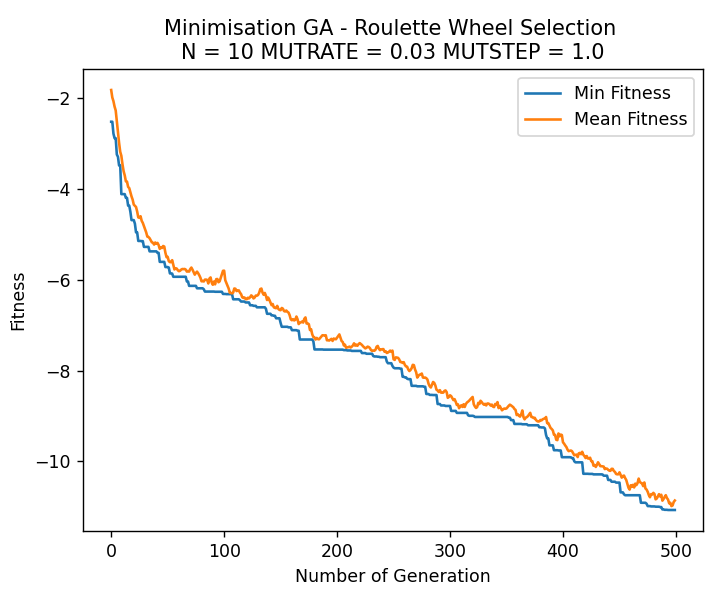 Minimisation GA - Roulette Wheel Selection
N = 10 MUTRATE = 0.03 MUTSTEP = 1.0
Min Fitness
Mean Fitness
−2
−4
−6
−8
−10
Fitness
0 100 200 300 400 500
Number of Generation